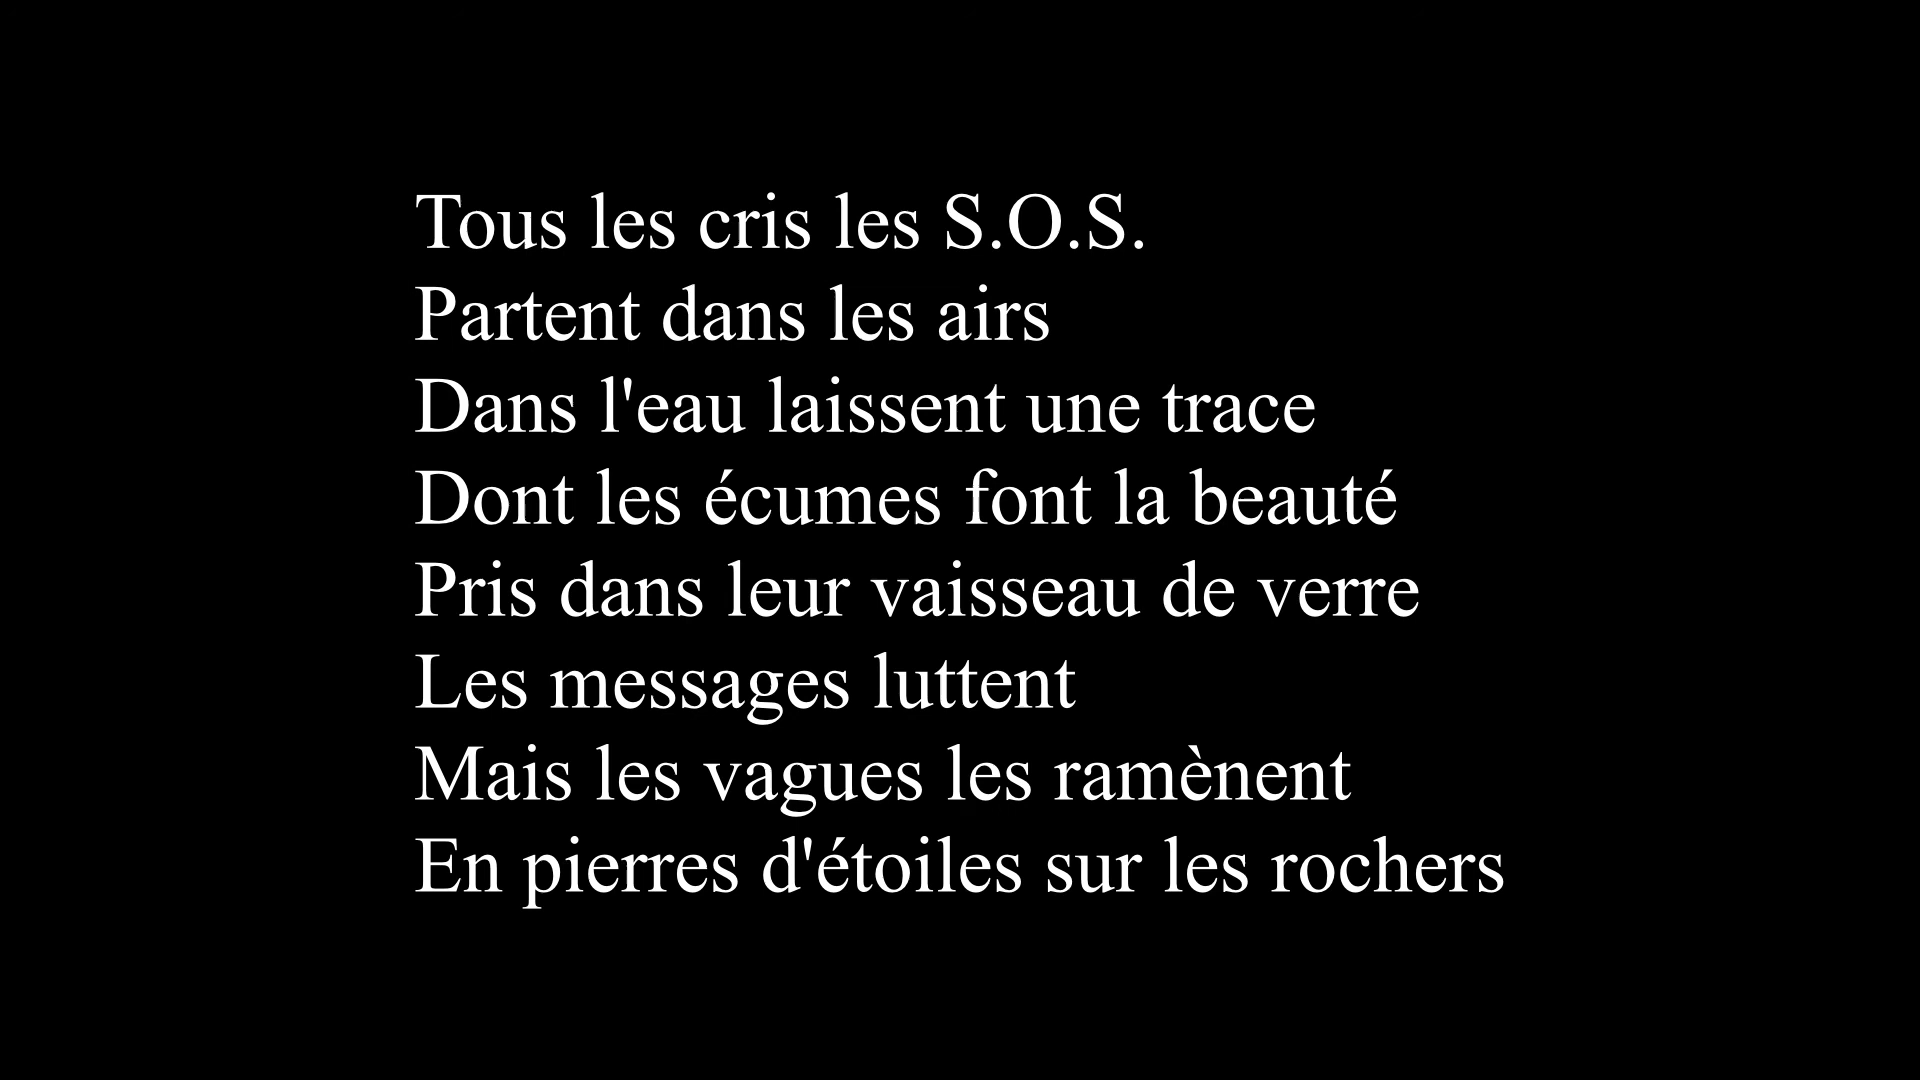 Tous les cris les S.O.S.
Partent dans les airs
Dans l'eau laissent une trace
Dont les écumes font la beauté
Pris dans leur vaisseau de verre
Les messages luttent
Mais les vagues les ramènent
En pierres d'étoiles sur les rochers